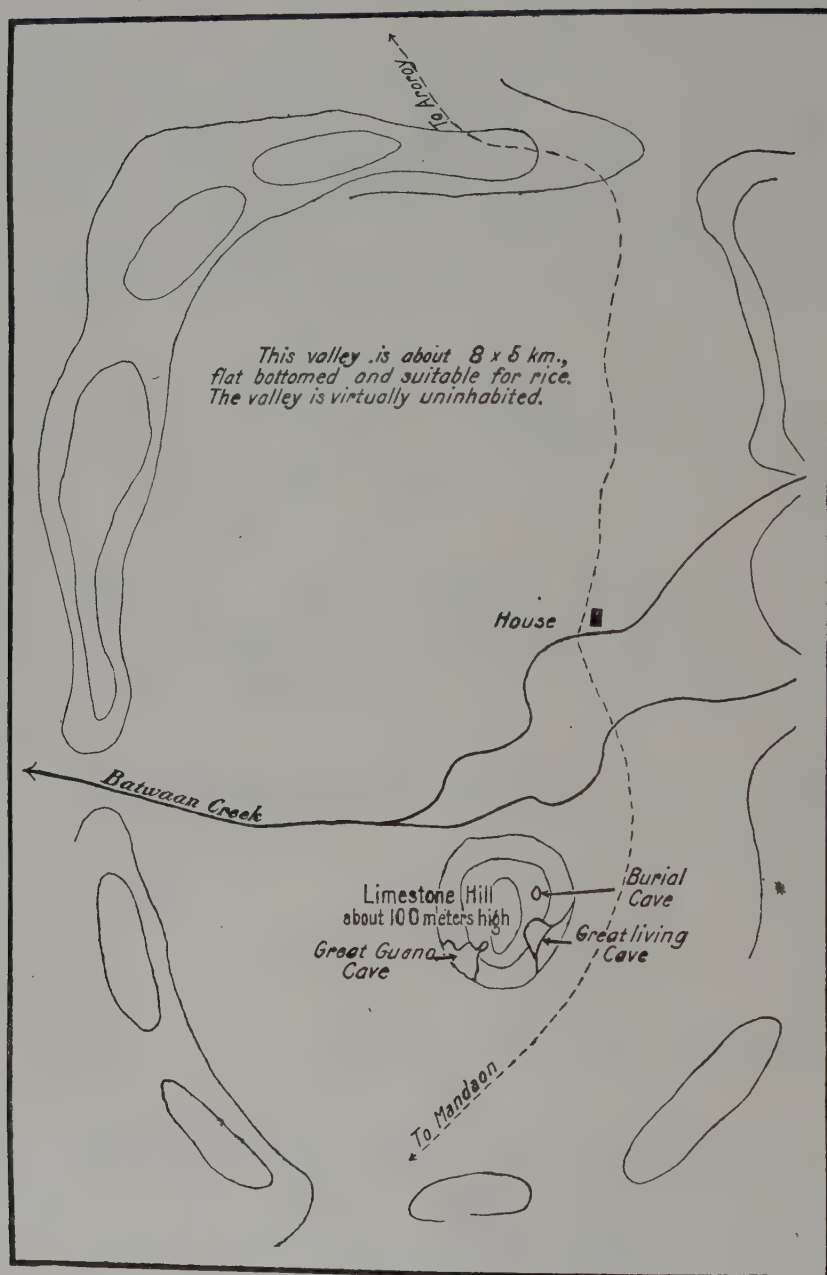 To Aroroy
This valley is about 8 x 5 km.,
flat bottomed and suitable for rice.
The valley is virtually uninhabited.
House
Batwaan Creek
Limestone Hill
about 100 meters high
Burial
Cave
Great living
Cave
Great Guano
Cave
To Mandaon